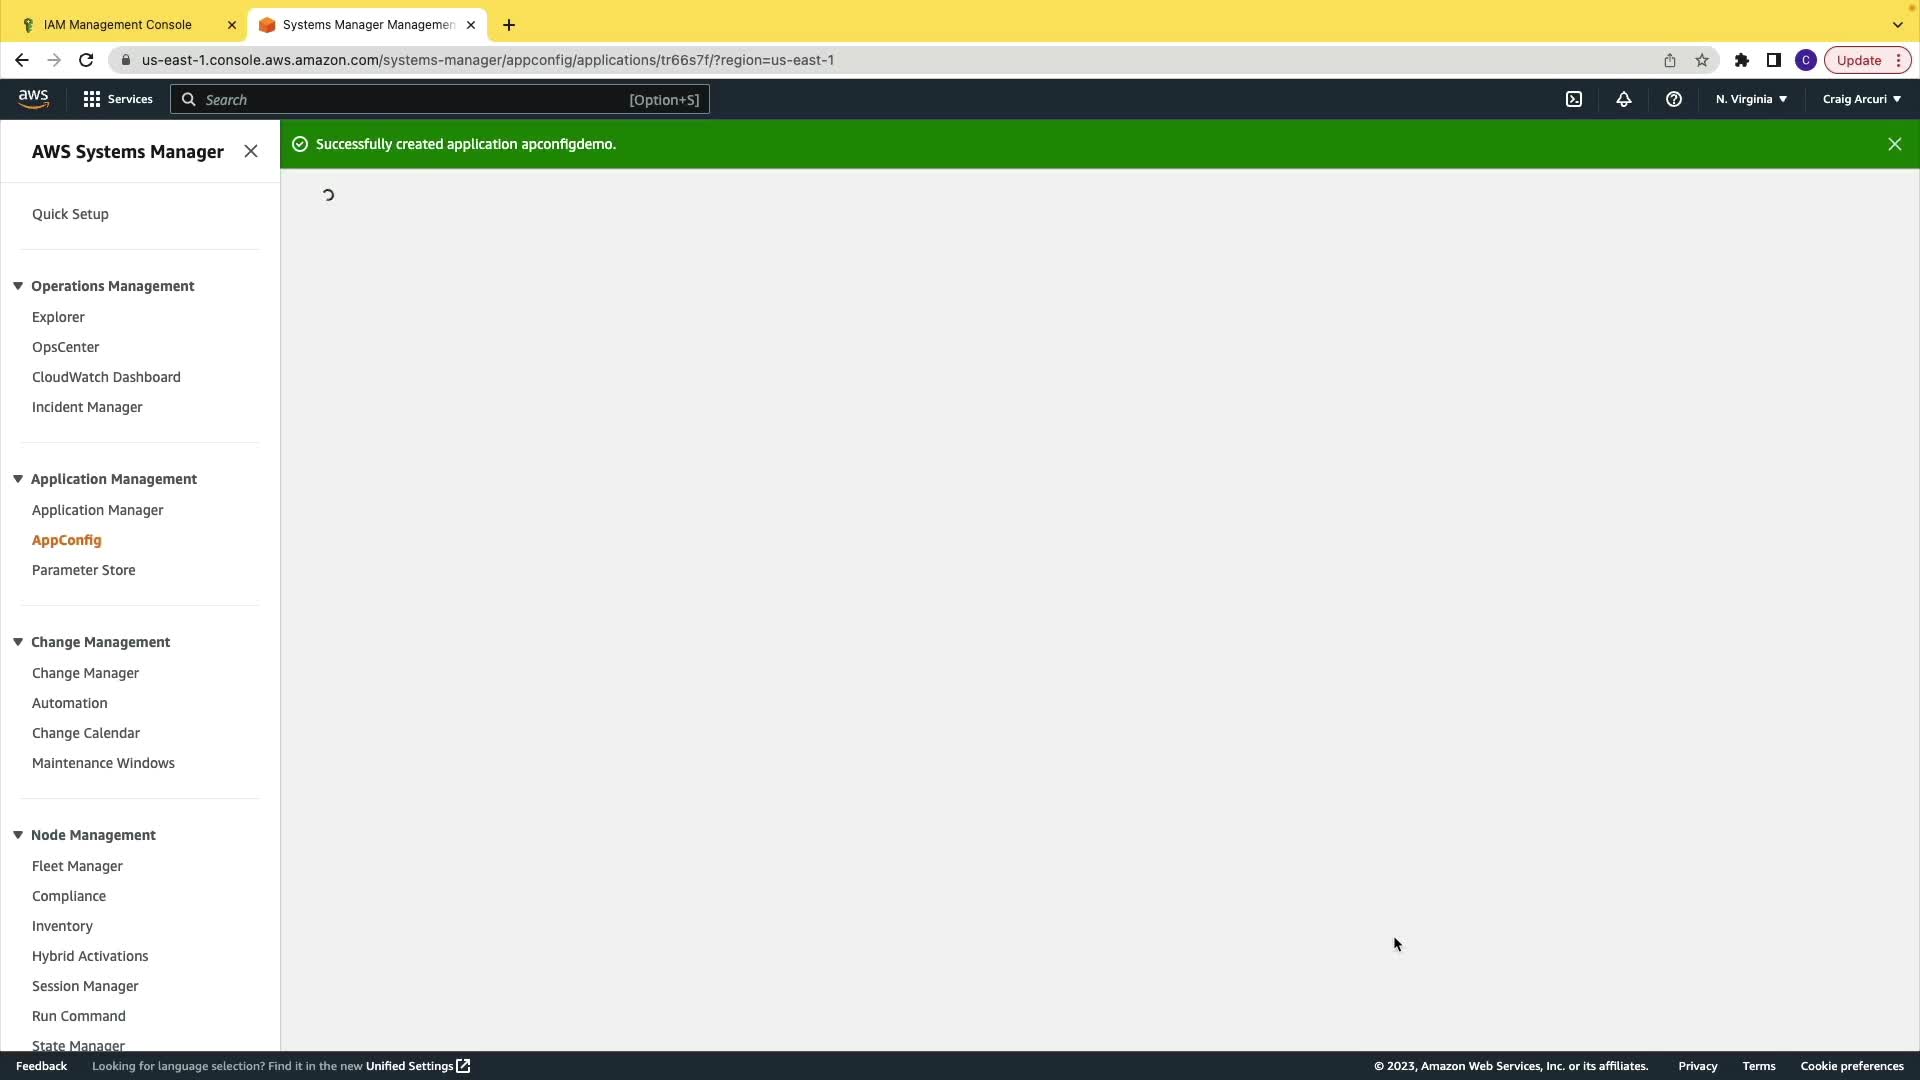 IAM Management Console
Systems Manager Managemen
us-east-1.console.aws.amazon.com/systems-manager/appconfig/applications/tr66s7f/?region=us-east-1
C
Update
aws
Services
Search
[Option+S]
N. Virginia
Craig Arcuri
AWS Systems Manager
Successfully created application apconfigdemo.
Quick Setup
Operations Management
Explorer
OpsCenter
CloudWatch Dashboard
Incident Manager
Application Management
Application Manager
AppConfig
Parameter Store
Change Management
Change Manager
Automation
Change Calendar
Maintenance Windows
Node Management
Fleet Manager
Compliance
Inventory
Hybrid Activations
Session Manager
Run Command
State Manager
Feedback
Looking for language selection? Find it in the new Unified Settings
© 2023, Amazon Web Services, Inc. or its affiliates.
Privacy
Terms
Cookie preferences